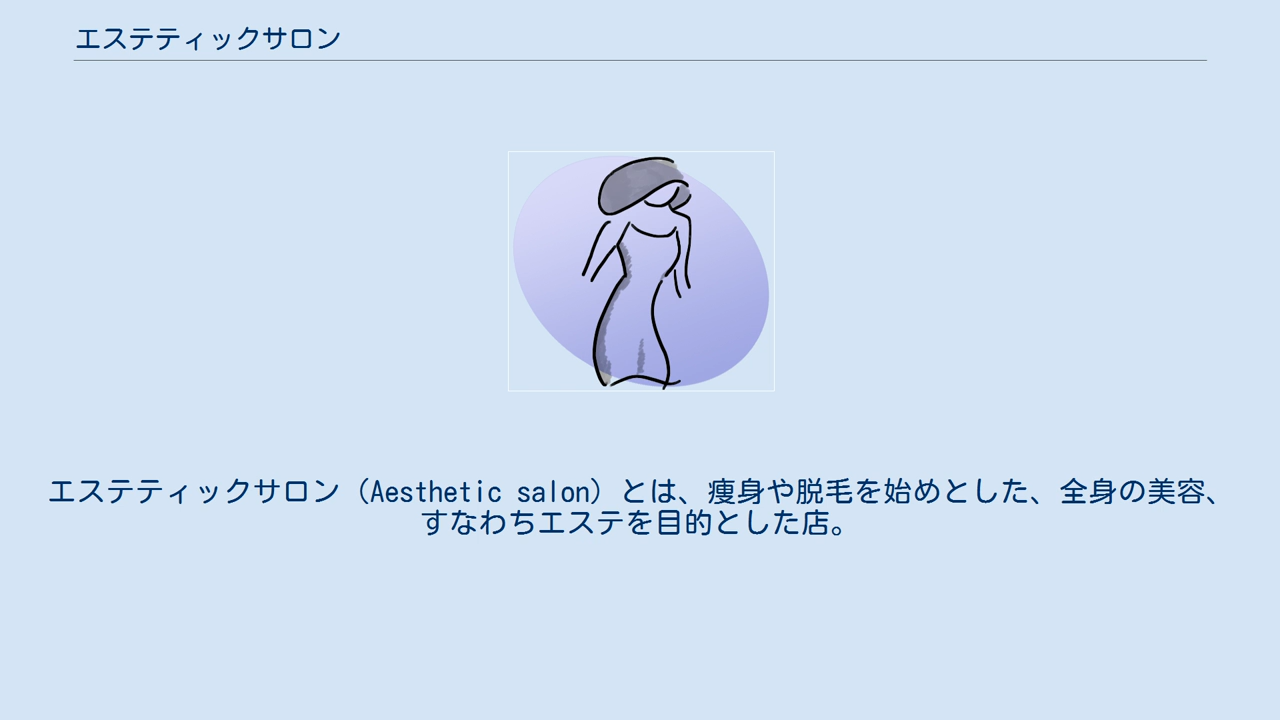 エステティックサロン
エステティックサロン（Aesthetic salon）とは、痩身や脱毛を始めとした、全身の美容、
すなわちエステを目的とした店。